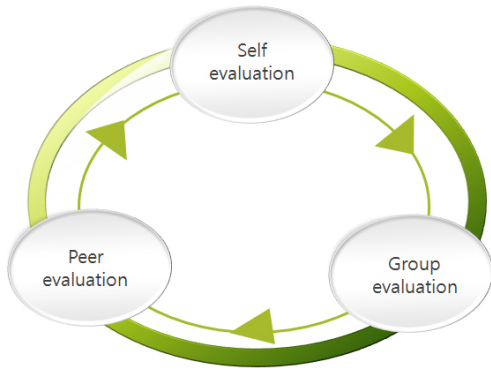 Self
evaluation
Peer
evaluation
Group
evaluation